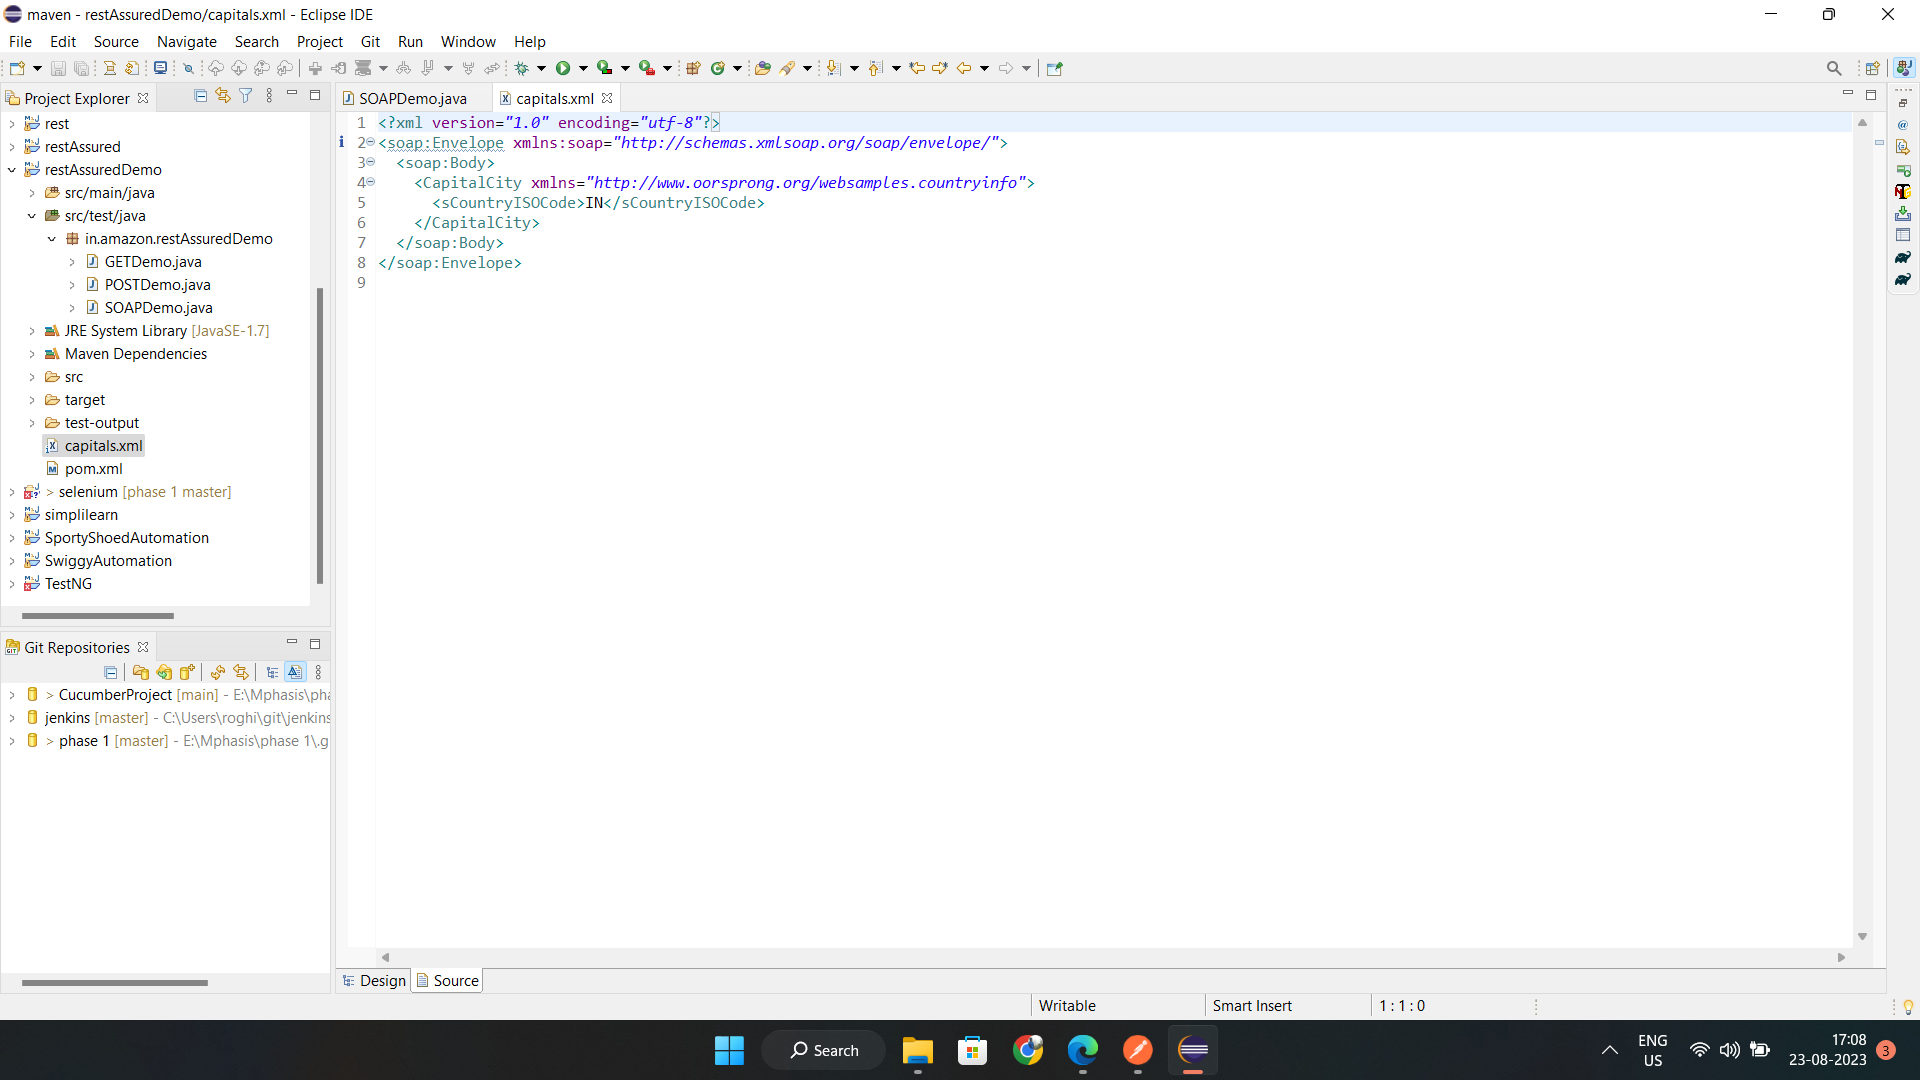 maven - restAssuredDemo/capitals.xml - Eclipse IDE
File Edit Source Navigate Search Project Git Run Window Help
Project Explorer
rest
restAssured
restAssuredDemo
src/main/java
src/test/java
in.amazon.restAssuredDemo
GETDemo.java
POSTDemo.java
SOAPDemo.java
JRE System Library [JavaSE-1.7]
Maven Dependencies
src
target
test-output
capitals.xml
pom.xml
> selenium [phase 1 master]
simplilearn
SportyShoedAutomation
SwiggyAutomation
TestNG
Git Repositories
> CucumberProject [main] - E:\Mphasis\pha
jenkins [master] - C:\Users\roghi\git\jenkins
> phase 1 [master] - E:\Mphasis\phase 1\.g
SOAPDemo.java capitals.xml
1 <?xml version="1.0" encoding="utf-8"?>
2 <soap:Envelope xmlns:soap="http://schemas.xmlsoap.org/soap/envelope/">
3 <soap:Body>
4 <CapitalCity xmlns="http://www.oorsprong.org/websamples.countryinfo">
5 <sCountryISOCode>IN</sCountryISOCode>
6 </CapitalCity>
7 </soap:Body>
8 </soap:Envelope>
9
Design Source
Writable Smart Insert 1 : 1 : 0
Search
ENG
US
17:08
23-08-2023
3